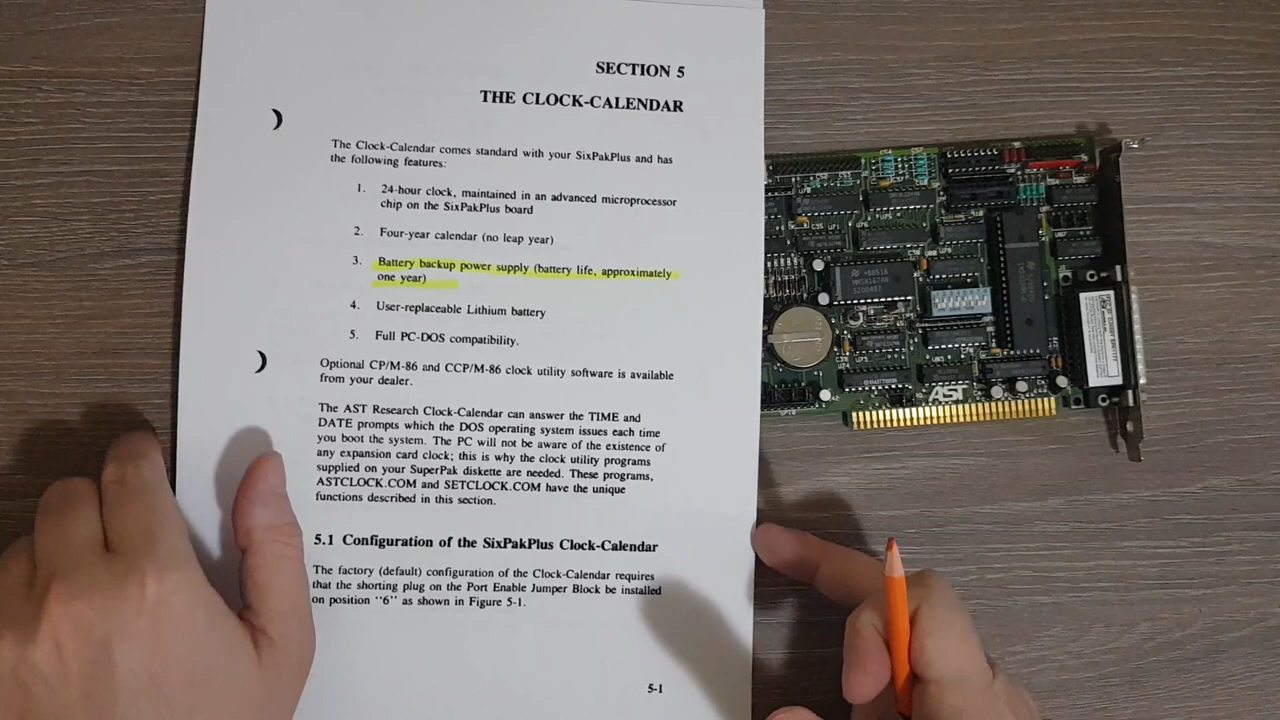 SECTION 5
THE CLOCK-CALENDAR
The Clock-Calendar comes standard with your SixPakPlus and has
the following features:
1. 24-hour clock, maintained in an advanced microprocessor
chip on the SixPakPlus board
2. Four-year calendar (no leap year)
3. Battery backup power supply (battery life, approximately
one year)
4. User-replaceable Lithium battery
5. Full PC-DOS compatibility.
Optional CP/M-86 and CCP/M-86 clock utility software is available
from your dealer.
The AST Research Clock-Calendar can answer the TIME and
DATE prompts which the DOS operating system issues each time
you boot the system. The PC will not be aware of the existence of
any expansion card clock; this is why the clock utility programs
supplied on your SuperPak diskette are needed. These programs,
ASTCLOCK.COM and SETCLOCK.COM have the unique
functions described in this section.
5.1 Configuration of the SixPakPlus Clock-Calendar
The factory (default) configuration of the Clock-Calendar requires
that the shorting plug on the Port Enable Jumper Block be installed
on position "6" as shown in Figure 5-1.
5-1
AST